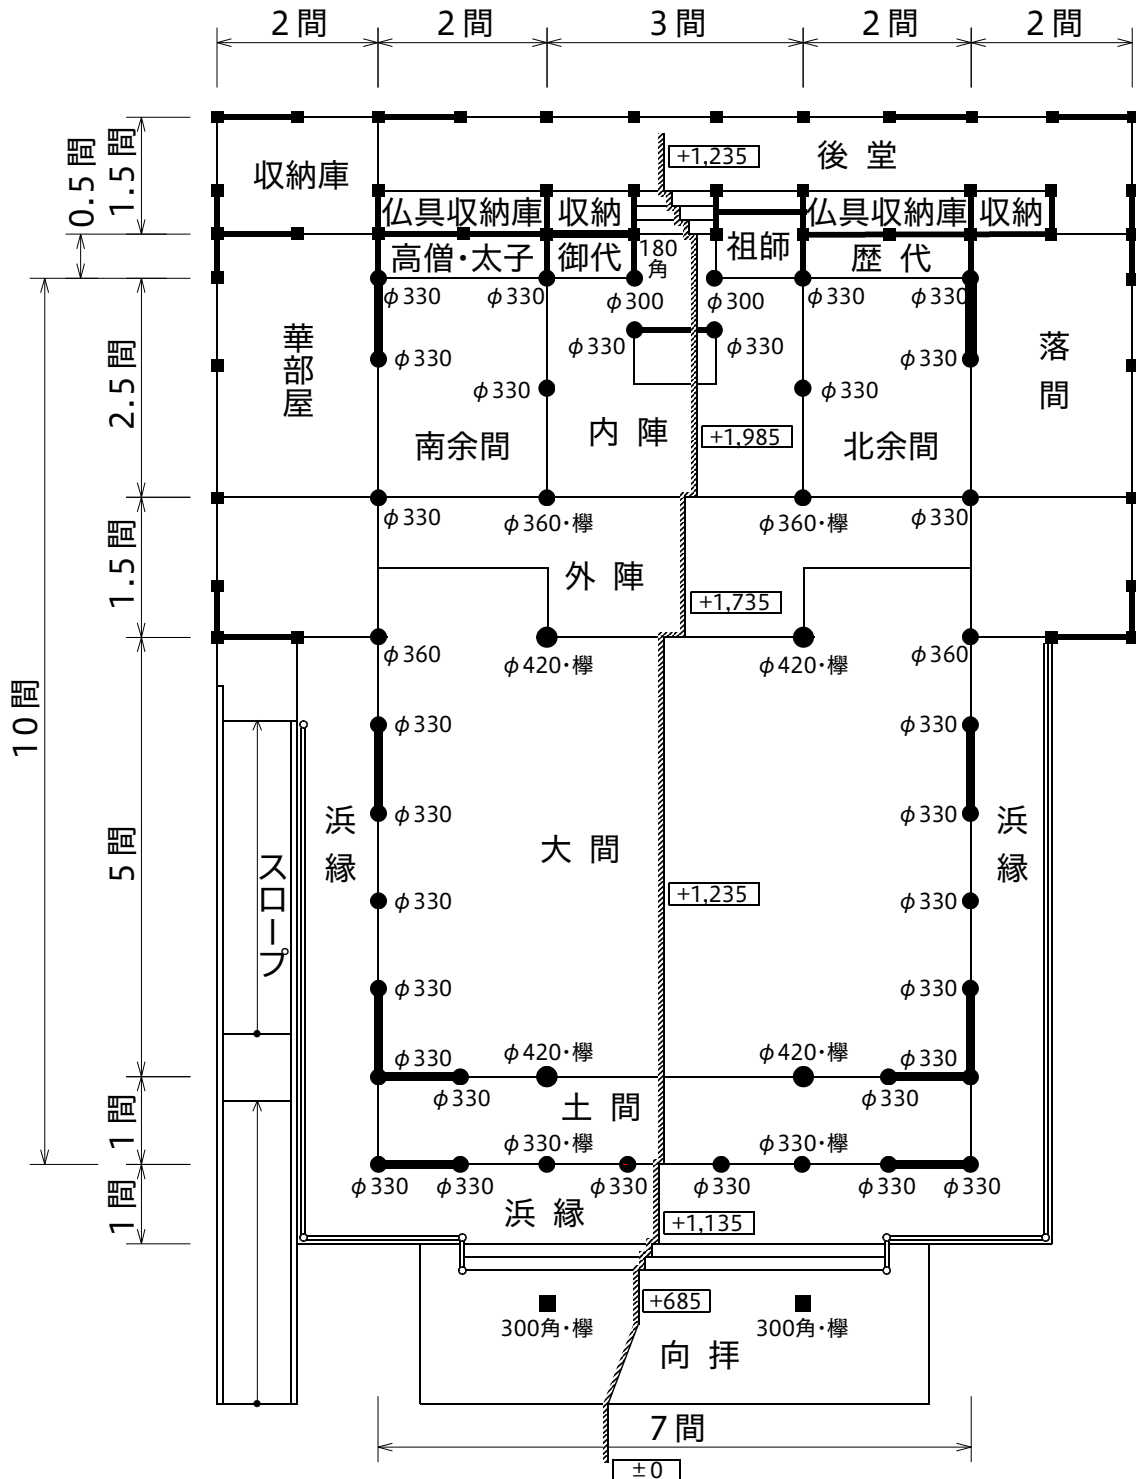 2間 2間 3間 2間 2間
0.5間
1.5間
+1,235
後堂
収納庫
仏具収納庫 収納 仏具収納庫 収納
高僧・太子 御代 180角 祖師 歴代
φ330 φ330 φ300 φ300 φ330 φ330
φ330 φ330
φ330 φ330
φ330 φ330
華部屋
落間
2.5間
内陣
+1,985
南余間 北余間
φ330 φ360・欅 φ360・欅 φ330
1.5間
外陣
+1,735
φ360 φ420・欅 φ420・欅 φ360
10間
φ330 φ330
φ330 φ330
浜縁 浜縁
5間
大間
スロープ
+1,235
φ330 φ330
φ330 φ330
φ330 φ420・欅 φ420・欅 φ330
φ330 φ330
1間
土間
φ330・欅 φ330・欅
φ330 φ330 φ330 φ330 φ330 φ330
1間
浜縁
+1,135
+685
300角・欅 300角・欅
向拝
7間
±0